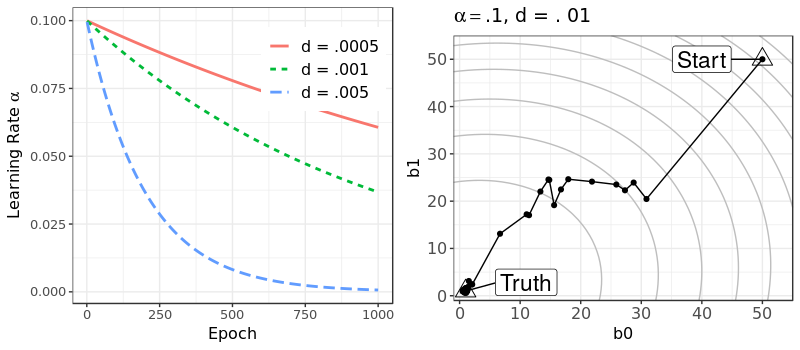 0.100
0.075
0.050
0.025
0.000
Learning Rate α
d = .0005
d = .001
d = .005
0 250 500 750 1000
Epoch
α = .1, d = . 01
50
40
30
20
10
0
b1
Start
Truth
0 10 20 30 40 50
b0